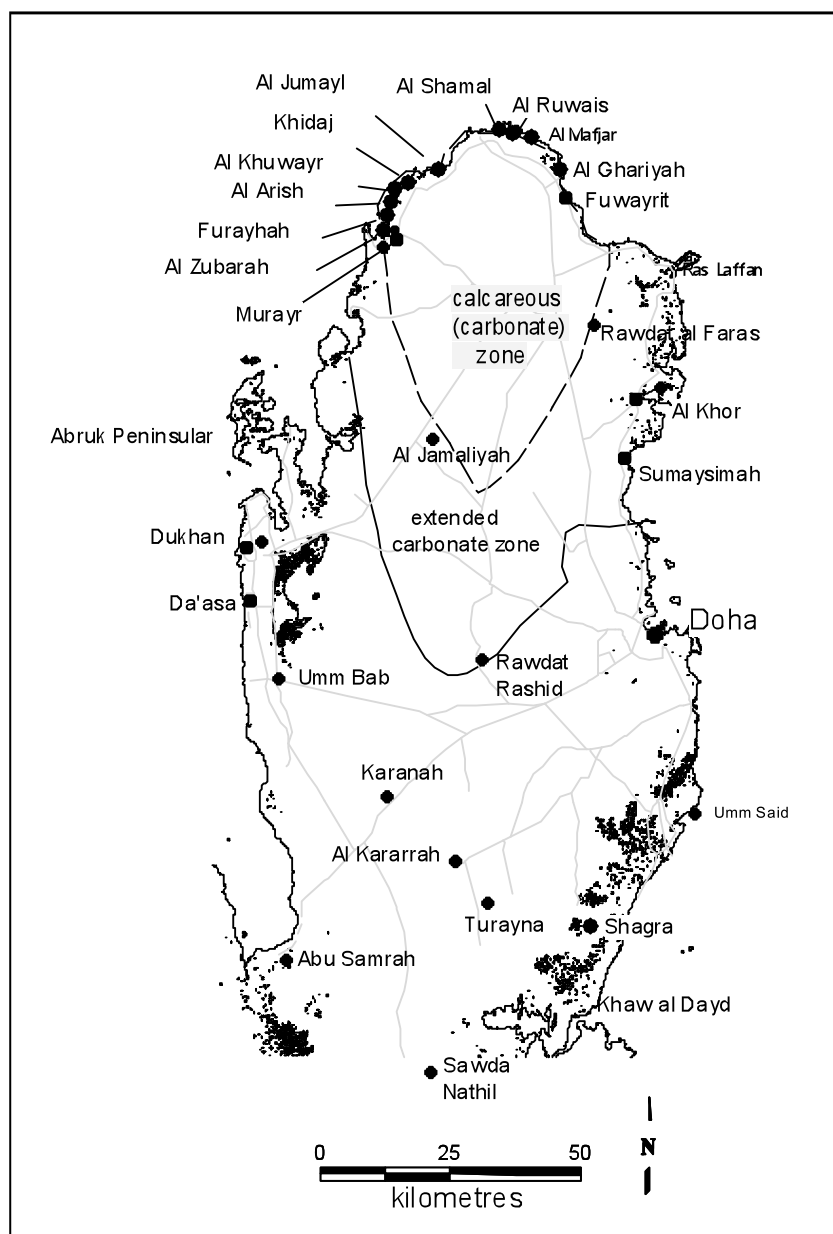 Al Jumayl
Al Shamal
Al Ruwais
Khidaj
Al Mafjar
Al Khuwayr
Al Ghariyah
Al Arish
Fuwayrit
Furayhah
Al Zubarah
Ras Laffan
Murayr
calcareous
(carbonate)
zone
Rawdat al Faras
Al Khor
Abruk Peninsular
Al Jamaliyah
Sumaysimah
extended
carbonate zone
Dukhan
Da'asa
Doha
Rawdat
Rashid
Umm Bab
Karanah
Umm Said
Al Kararrah
Turayna
Shagra
Abu Samrah
Khaw al Dayd
Sawda
Nathil
N
0 25 50
kilometres